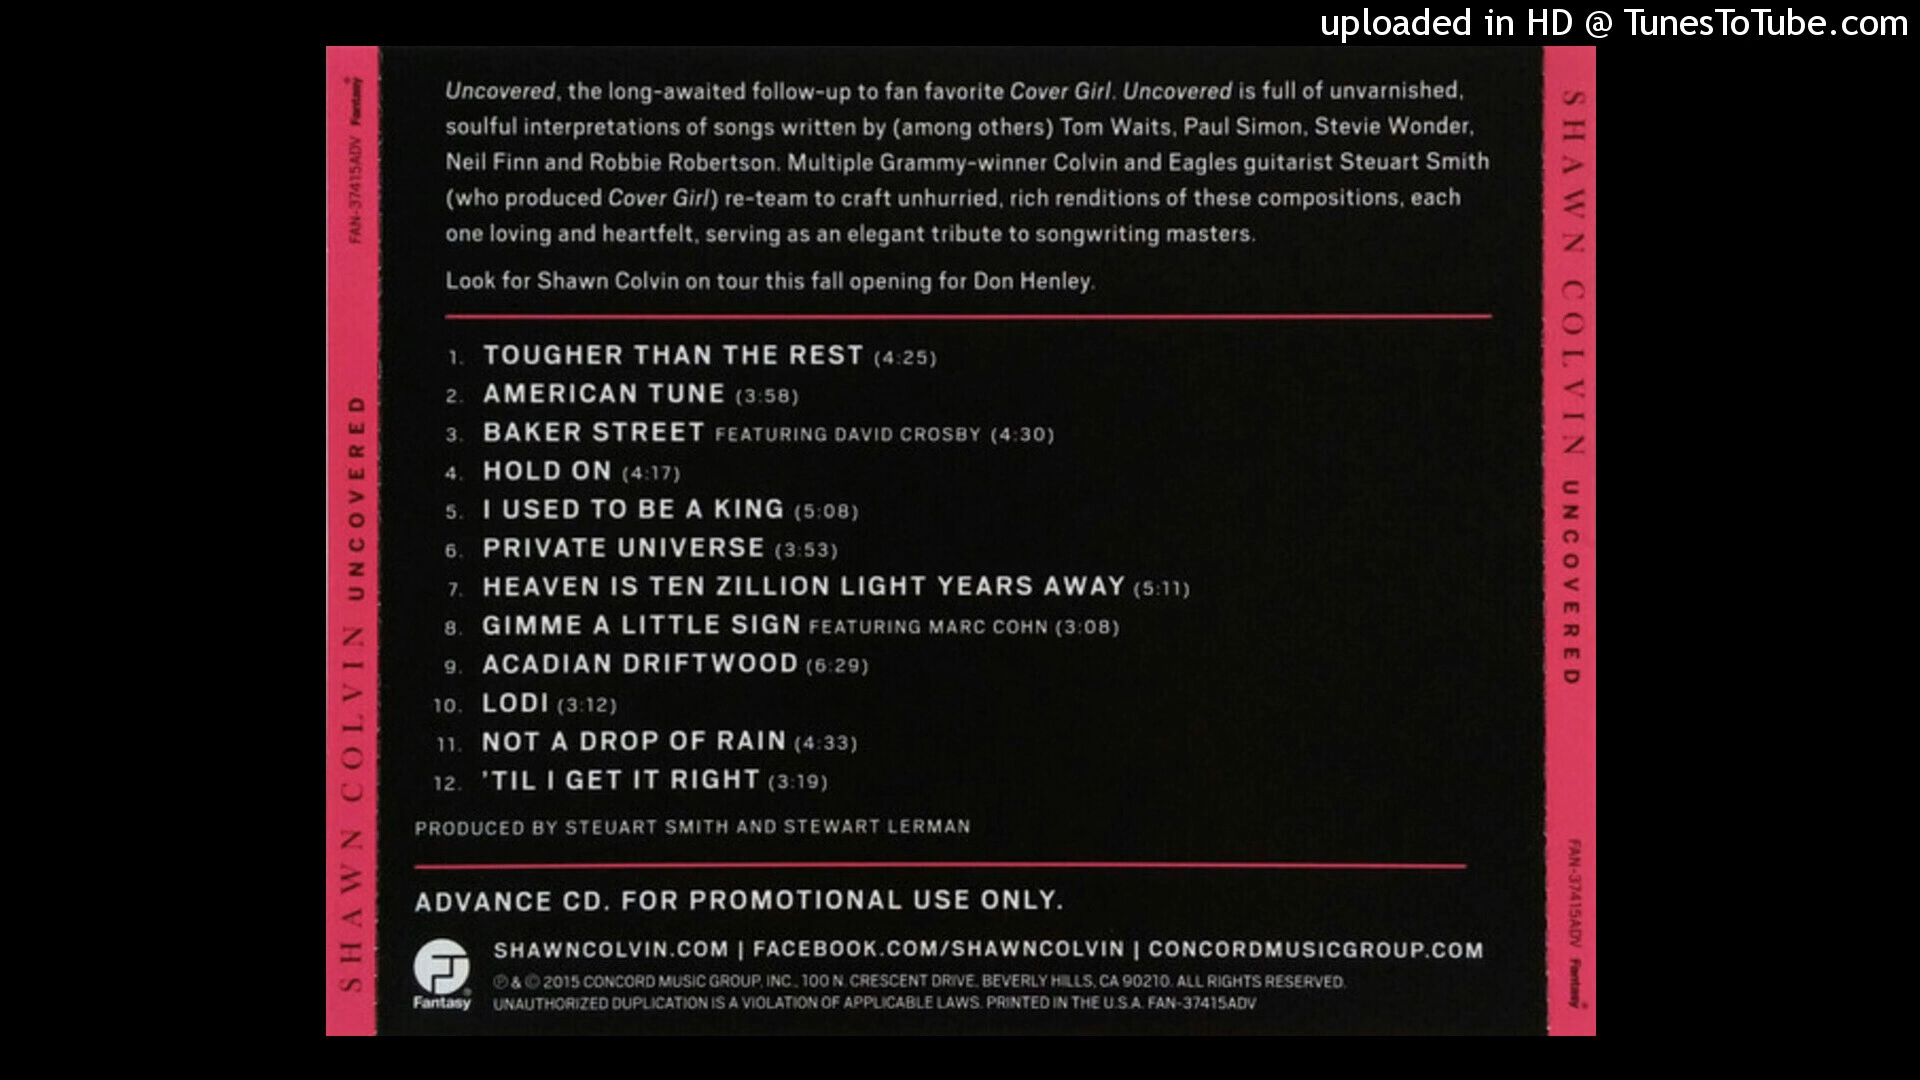 uploaded in HD @ TunesToTube.com
Uncovered, the long-awaited follow-up to fan favorite Cover Girl. Uncovered is full of unvarnished,
soulful interpretations of songs written by (among others) Tom Waits, Paul Simon, Stevie Wonder,
Neil Finn and Robbie Robertson. Multiple Grammy-winner Colvin and Eagles guitarist Steuart Smith
(who produced Cover Girl) re-team to craft unhurried, rich renditions of these compositions, each
one loving and heartfelt, serving as an elegant tribute to songwriting masters.
Look for Shawn Colvin on tour this fall opening for Don Henley.
1. TOUGHER THAN THE REST (4:25)
2. AMERICAN TUNE (3:58)
3. BAKER STREET FEATURING DAVID CROSBY (4:30)
4. HOLD ON (4:17)
5. I USED TO BE A KING (5:08)
6. PRIVATE UNIVERSE (3:53)
7. HEAVEN IS TEN ZILLION LIGHT YEARS AWAY (5:11)
8. GIMME A LITTLE SIGN FEATURING MARC COHN (3:08)
9. ACADIAN DRIFTWOOD (6:29)
10. LODI (3:12)
11. NOT A DROP OF RAIN (4:33)
12. 'TIL I GET IT RIGHT (3:19)
PRODUCED BY STEUART SMITH AND STEWART LERMAN
ADVANCE CD. FOR PROMOTIONAL USE ONLY.
SHAWNCOLVIN.COM | FACEBOOK.COM/SHAWNCOLVIN | CONCORDMUSICGROUP.COM
℗ & © 2015 CONCORD MUSIC GROUP, INC., 100 N. CRESCENT DRIVE, BEVERLY HILLS, CA 90210. ALL RIGHTS RESERVED.
UNAUTHORIZED DUPLICATION IS A VIOLATION OF APPLICABLE LAWS. PRINTED IN THE U.S.A. FAN-37415ADV
Fantasy®
SHAWN COLVIN UNCOVERED FAN-37415ADV Fantasy®
SHAWN COLVIN UNCOVERED FAN-37415ADV Fantasy®